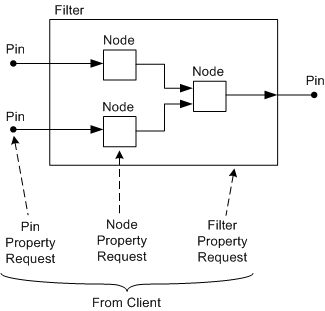 Filter
Pin
Node
Node
Pin
Pin
Node
Pin
Property
Request
Node
Property
Request
Filter
Property
Request
From Client